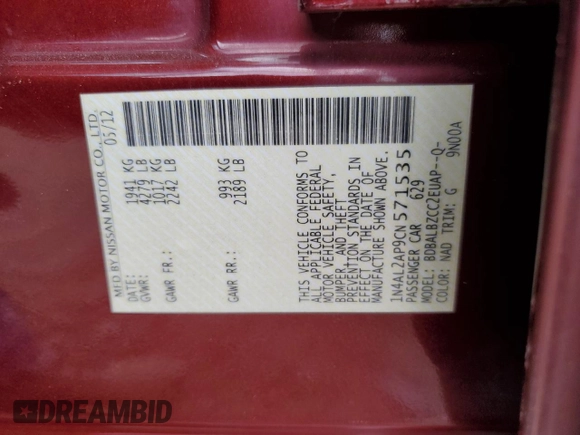 MFD BY NISSAN MOTOR CO., LTD.
DATE: 05/12
GVWR: 1941 KG
4279 LB
GAWR FR.: 1017 KG
2242 LB
GAWR RR.: 993 KG
2189 LB
THIS VEHICLE CONFORMS TO
ALL APPLICABLE FEDERAL
MOTOR VEHICLE SAFETY,
BUMPER, AND THEFT
PREVENTION STANDARDS IN
EFFECT ON THE DATE OF
MANUFACTURE SHOWN ABOVE.
1N4AL2AP9CN571535
PASSENGER CAR 629
MODEL: BDBALBZCC2EUAP--Q-
COLOR: NAD TRIM: G 9N00A
DREAMBID